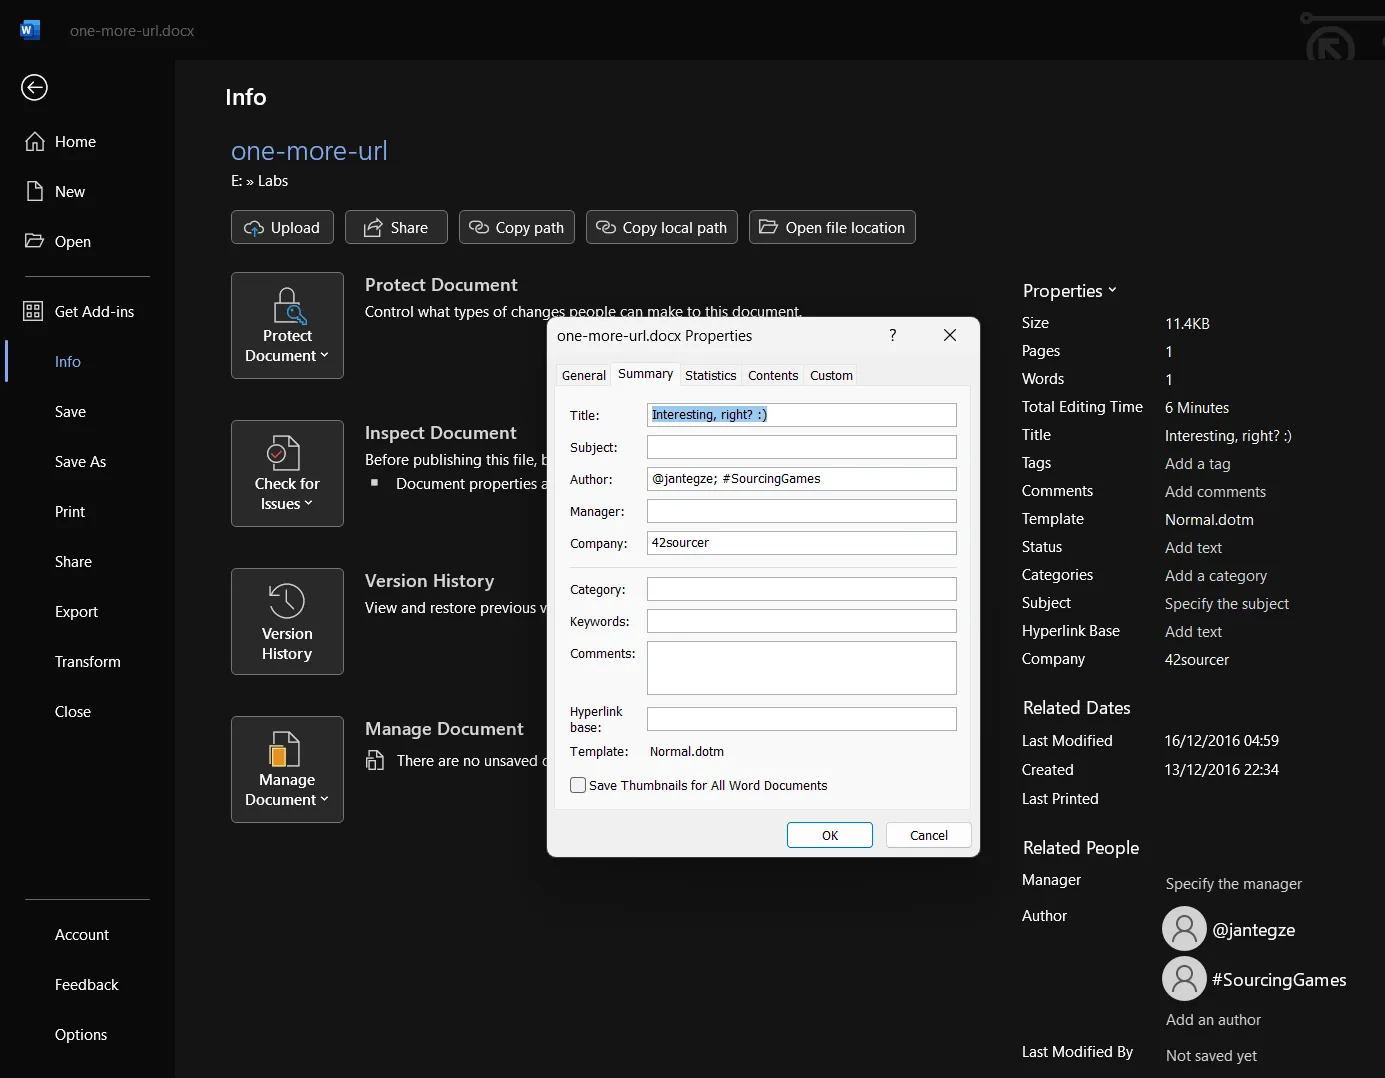 one-more-url.docx
Info
Home
New
Open
Get Add-ins
Info
Save
Save As
Print
Share
Export
Transform
Close
Account
Feedback
Options
one-more-url
E: » Labs
Upload
Share
Copy path
Copy local path
Open file location
Protect
Document
Protect Document
Control what types of changes people can make to this document.
Check for
Issues
Inspect Document
Before publishing this file, b
Document properties a
Version
History
Version History
View and restore previous v
Manage
Document
Manage Document
There are no unsaved c
one-more-url.docx Properties
?
General Summary Statistics Contents Custom
Title: Interesting, right? :)
Subject:
Author: @jantegze; #SourcingGames
Manager:
Company: 42sourcer
Category:
Keywords:
Comments:
Hyperlink
base:
Template: Normal.dotm
Save Thumbnails for All Word Documents
OK Cancel
Properties
Size 11.4KB
Pages 1
Words 1
Total Editing Time 6 Minutes
Title Interesting, right? :)
Tags Add a tag
Comments Add comments
Template Normal.dotm
Status Add text
Categories Add a category
Subject Specify the subject
Hyperlink Base Add text
Company 42sourcer
Related Dates
Last Modified 16/12/2016 04:59
Created 13/12/2016 22:34
Last Printed
Related People
Manager Specify the manager
Author @jantegze
#SourcingGames
Add an author
Last Modified By Not saved yet